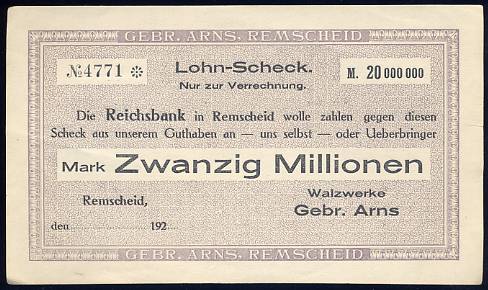 GEBR. ARNS. REMSCHEID
№ 4771 ❊
Lohn-Scheck.
Nur zur Verrechnung.
M. 20 000 000
Die Reichsbank in Remscheid wolle zahlen gegen diesen
Scheck aus unserem Guthaben an — uns selbst — oder Ueberbringer
Mark Zwanzig Millionen
Remscheid,
den 192
Walzwerke
Gebr. Arns
GEBR. ARNS. REMSCHEID